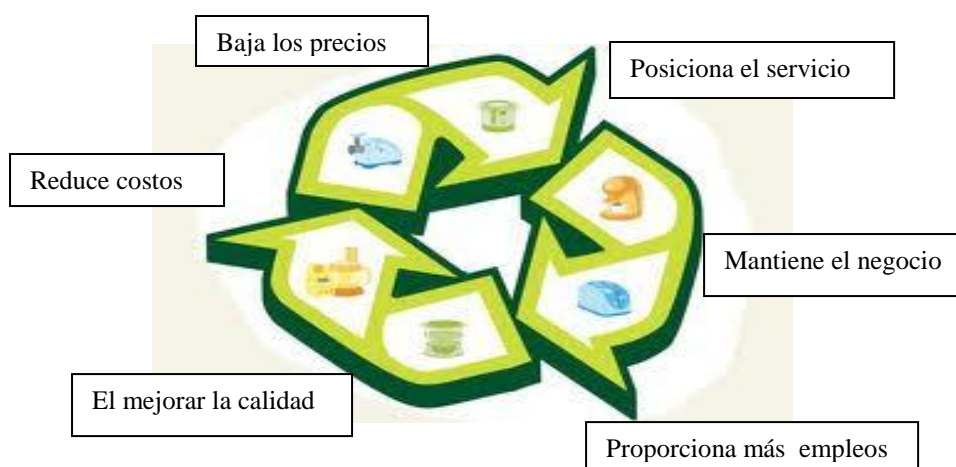 Baja los precios
Posiciona el servicio
Reduce costos
Mantiene el negocio
El mejorar la calidad
Proporciona más empleos